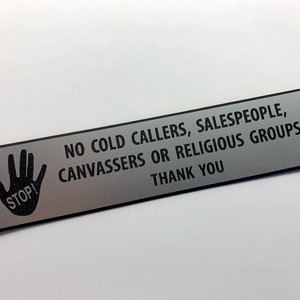 STOP!
NO COLD CALLERS, SALESPEOPLE,
CANVASSERS OR RELIGIOUS GROUPS
THANK YOU